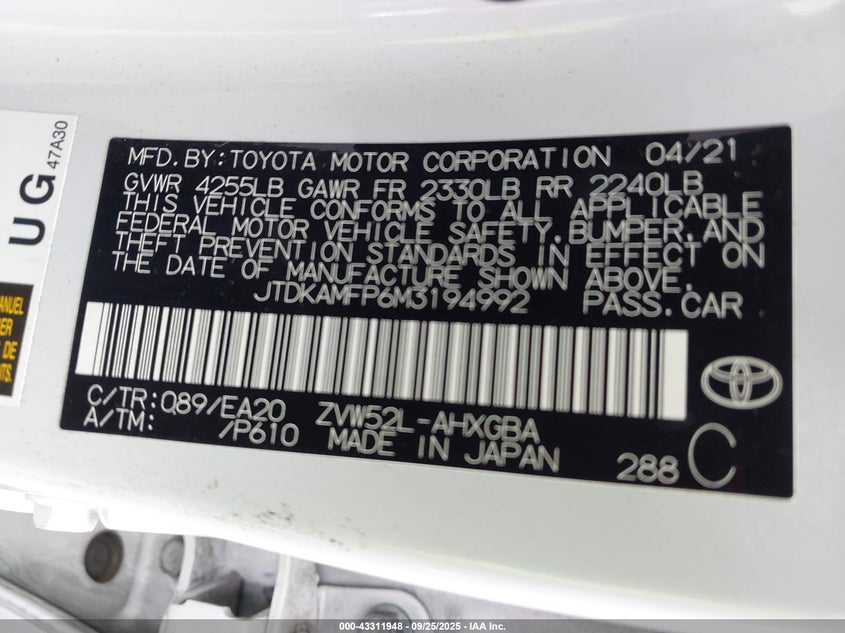 UG 47A30
MANUEL
DE
MFD.BY:TOYOTA MOTOR CORPORATION 04/21
GVWR 4255LB GAWR FR 2330LB RR 2240LB
THIS VEHICLE CONFORMS TO ALL APPLICABLE
FEDERAL MOTOR VEHICLE SAFETY,BUMPER,AND
THEFT PREVENTION STANDARDS IN EFFECT ON
THE DATE OF MANUFACTURE SHOWN ABOVE.
JTDKAMFP6M3194992 PASS.CAR
C/TR:Q89/EA20 ZVW52L-AHXGBA
A/TM: /P610 MADE IN JAPAN 288 C
000-43311948 | 09/25/2025 | IAA Inc.